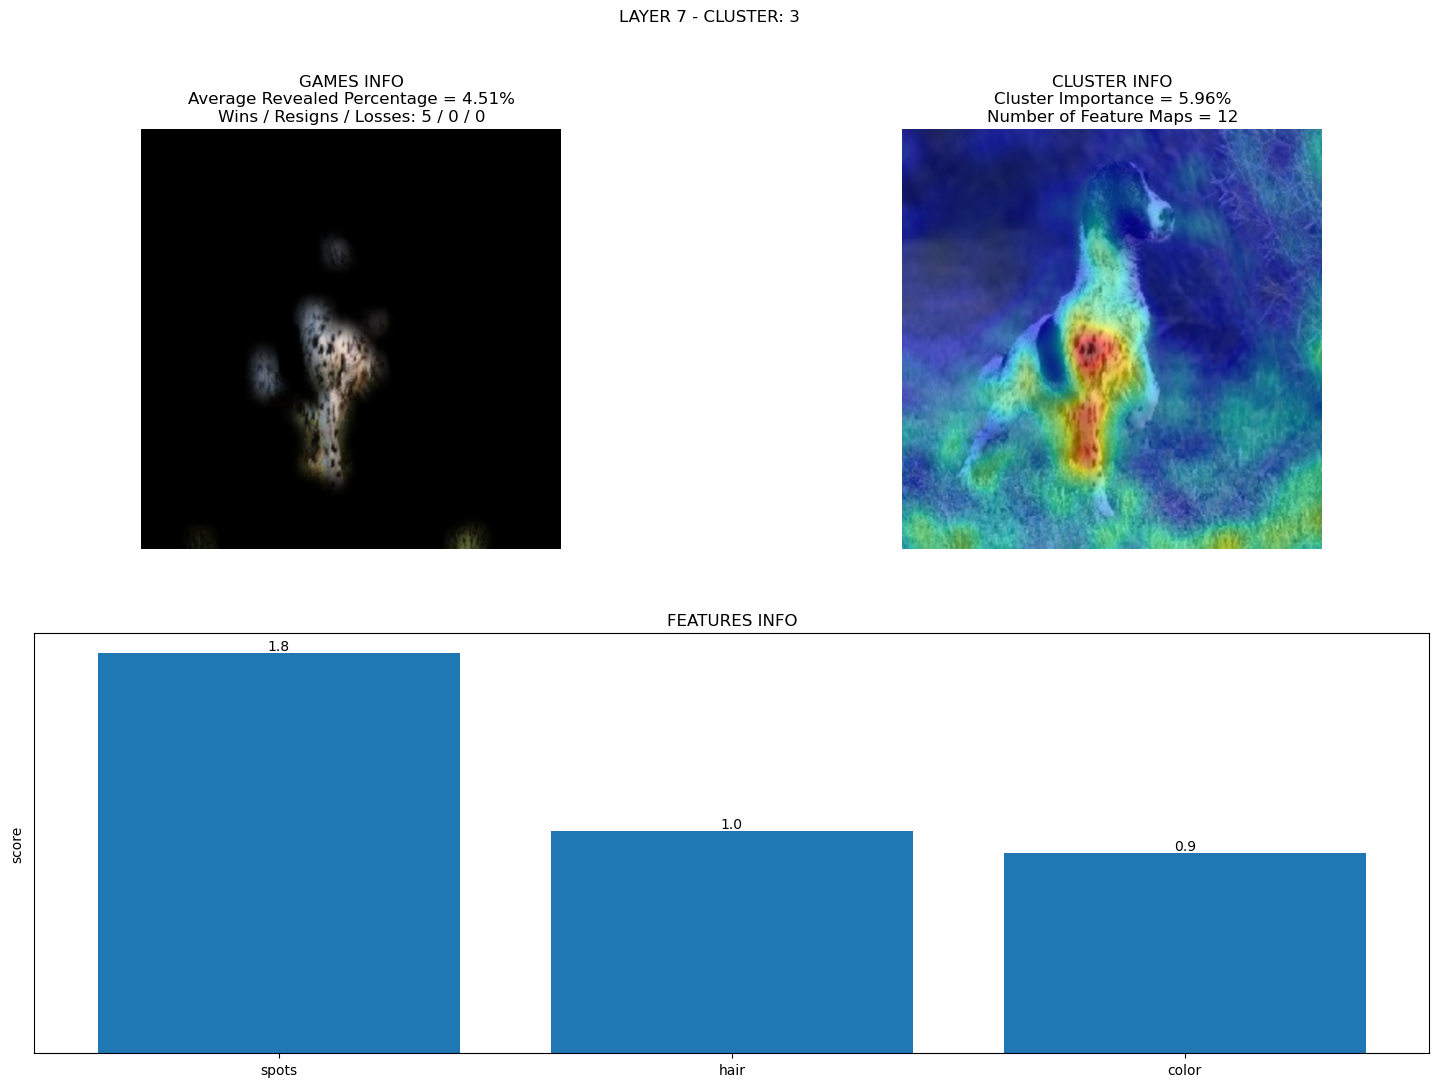 LAYER 7 - CLUSTER: 3
GAMES INFO
Average Revealed Percentage = 4.51%
Wins / Resigns / Losses: 5 / 0 / 0
CLUSTER INFO
Cluster Importance = 5.96%
Number of Feature Maps = 12
FEATURES INFO
score
1.8
1.0
0.9
spots
hair
color